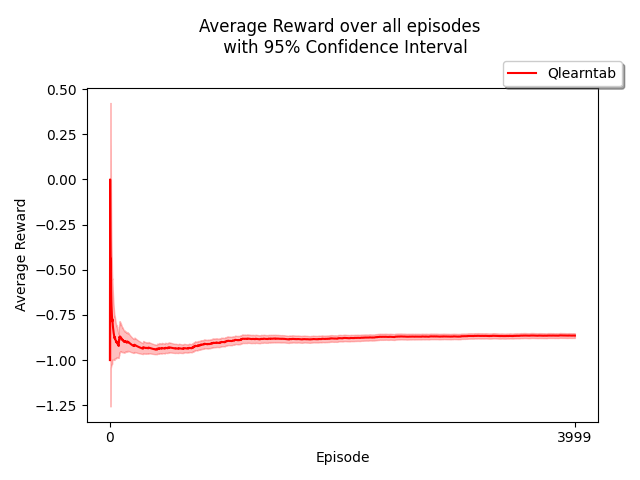 Average Reward over all episodes
with 95% Confidence Interval
Qlearntab
0.50
0.25
0.00
−0.25
−0.50
−0.75
−1.00
−1.25
Average Reward
0
3999
Episode